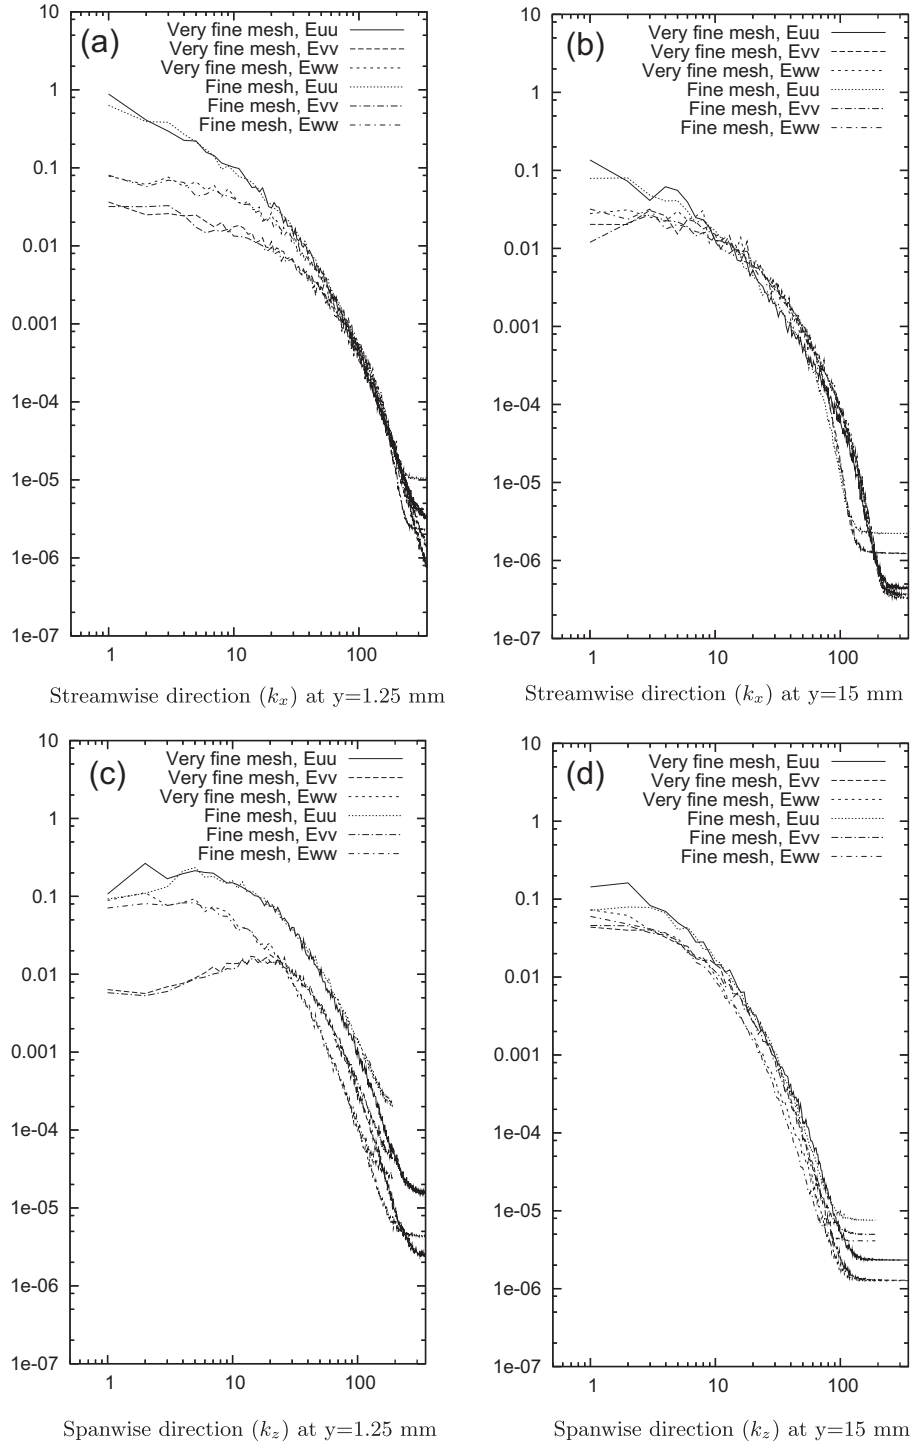 10
(a)
Very fine mesh, Euu
Very fine mesh, Evv
Very fine mesh, Eww
Fine mesh, Euu
Fine mesh, Evv
Fine mesh, Eww
1
0.1
0.01
0.001
1e-04
1e-05
1e-06
1e-07
1 10 100
Streamwise direction (kx) at y=1.25 mm
10
(b)
Very fine mesh, Euu
Very fine mesh, Evv
Very fine mesh, Eww
Fine mesh, Euu
Fine mesh, Evv
Fine mesh, Eww
1
0.1
0.01
0.001
1e-04
1e-05
1e-06
1e-07
1 10 100
Streamwise direction (kx) at y=15 mm
10
(c)
Very fine mesh, Euu
Very fine mesh, Evv
Very fine mesh, Eww
Fine mesh, Euu
Fine mesh, Evv
Fine mesh, Eww
1
0.1
0.01
0.001
1e-04
1e-05
1e-06
1e-07
1 10 100
Spanwise direction (kz) at y=1.25 mm
10
(d)
Very fine mesh, Euu
Very fine mesh, Evv
Very fine mesh, Eww
Fine mesh, Euu
Fine mesh, Evv
Fine mesh, Eww
1
0.1
0.01
0.001
1e-04
1e-05
1e-06
1e-07
1 10 100
Spanwise direction (kz) at y=15 mm